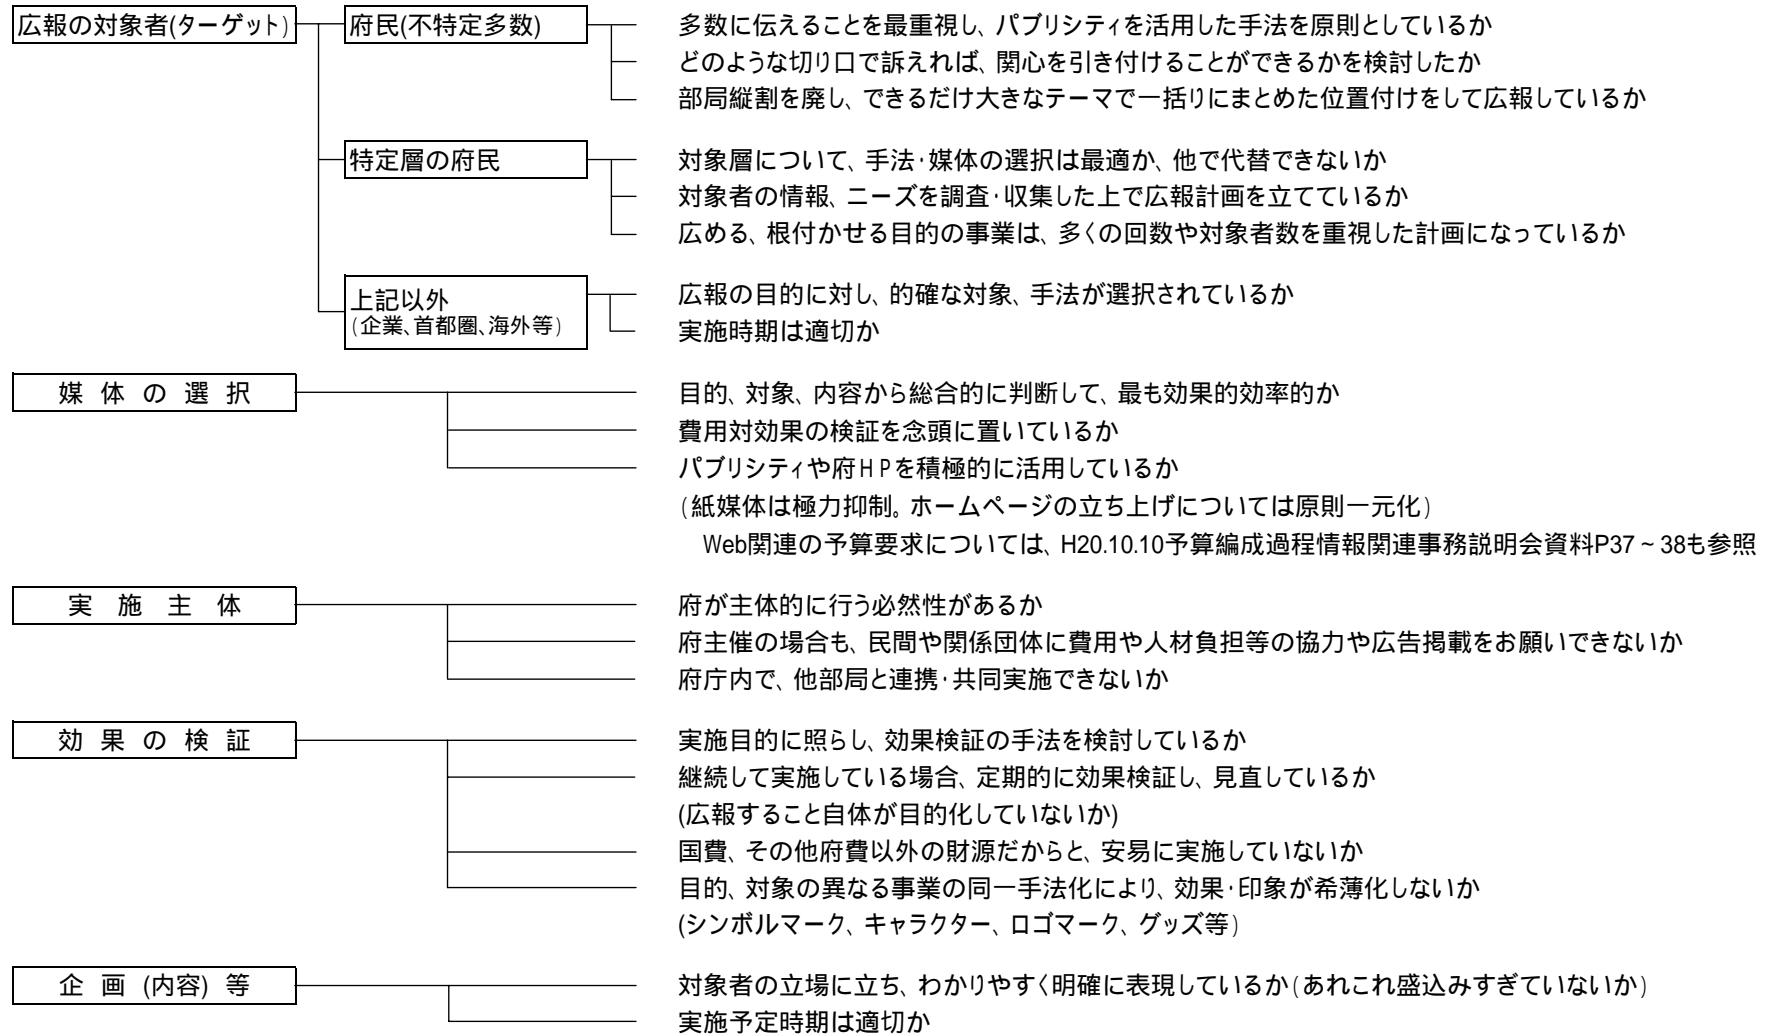 広報の対象者(ターゲット) 府民(不特定多数) 多数に伝えることを最重視し、パブリシティを活用した手法を原則としているか
どのような切り口で訴えれば、関心を引き付けることができるかを検討したか
部局縦割を廃し、できるだけ大きなテーマで一括りにまとめた位置付けをして広報しているか
特定層の府民 対象層について、手法・媒体の選択は最適か、他で代替できないか
対象者の情報、ニーズを調査・収集した上で広報計画を立てているか
広める、根付かせる目的の事業は、多くの回数や対象者数を重視した計画になっているか
上記以外 広報の目的に対し、的確な対象、手法が選択されているか
(企業、首都圏、海外等) 実施時期は適切か
媒体の選択 目的、対象、内容から総合的に判断して、最も効果的効率的か
費用対効果の検証を念頭に置いているか
パブリシティや府HPを積極的に活用しているか
(紙媒体は極力抑制。ホームページの立ち上げについては原則一元化)
Web関連の予算要求については、H20.10.10予算編成過程情報関連事務説明会資料P37~38も参照
実施主体 府が主体的に行う必然性があるか
府主催の場合も、民間や関係団体に費用や人材負担等の協力や広告掲載をお願いできないか
府庁内で、他部局と連携・共同実施できないか
効果の検証 実施目的に照らし、効果検証の手法を検討しているか
継続して実施している場合、定期的に効果検証し、見直しているか
(広報すること自体が目的化していないか)
国費、その他府費以外の財源だからと、安易に実施していないか
目的、対象の異なる事業の同一手法化により、効果・印象が希薄化しないか
(シンボルマーク、キャラクター、ロゴマーク、グッズ等)
企画(内容)等 対象者の立場に立ち、わかりやすく明確に表現しているか(あれこれ盛込みすぎていないか)
実施予定時期は適切か